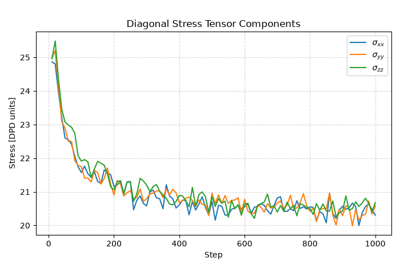 Diagonal Stress Tensor Components
σxx
σyy
σzz
Stress [DPD units]
25
24
23
22
21
20
0
200
400
600
800
1000
Step